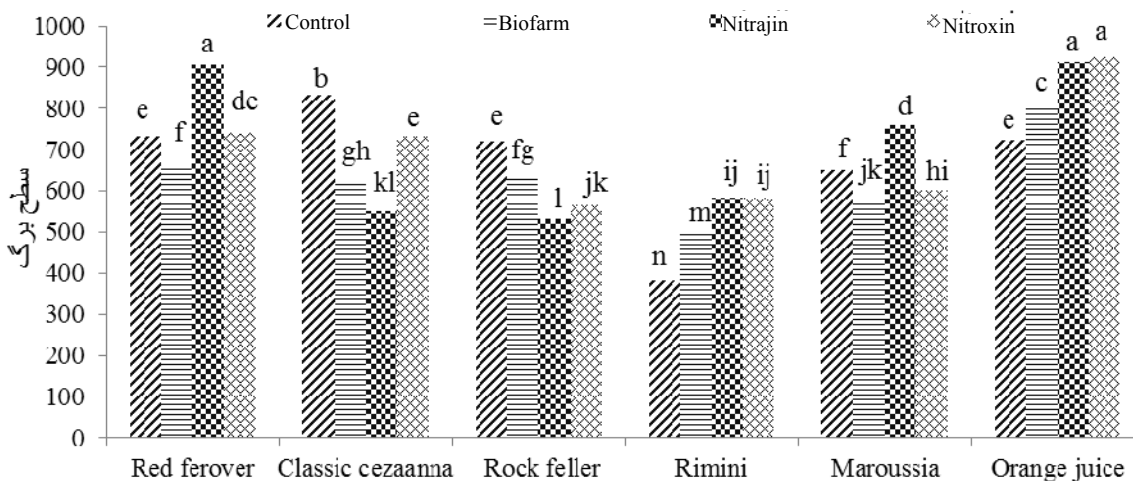 Control Biofarm Nitrajin Nitroxin
1000
900
800
700
600
500
400
300
200
100
0
سطح برگ
e f a dc
b gh kl e
e fg l jk
n m ij ij
f jk d hi
e c a a
Red ferover Classic cezaanna Rock feller Rimini Maroussia Orange juice